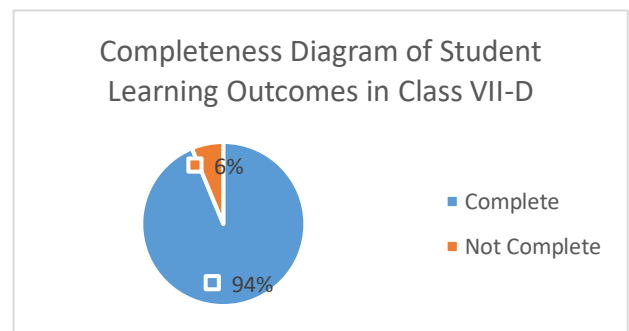 Completeness Diagram of Student
Learning Outcomes in Class VII-D
6%
94%
Complete
Not Complete